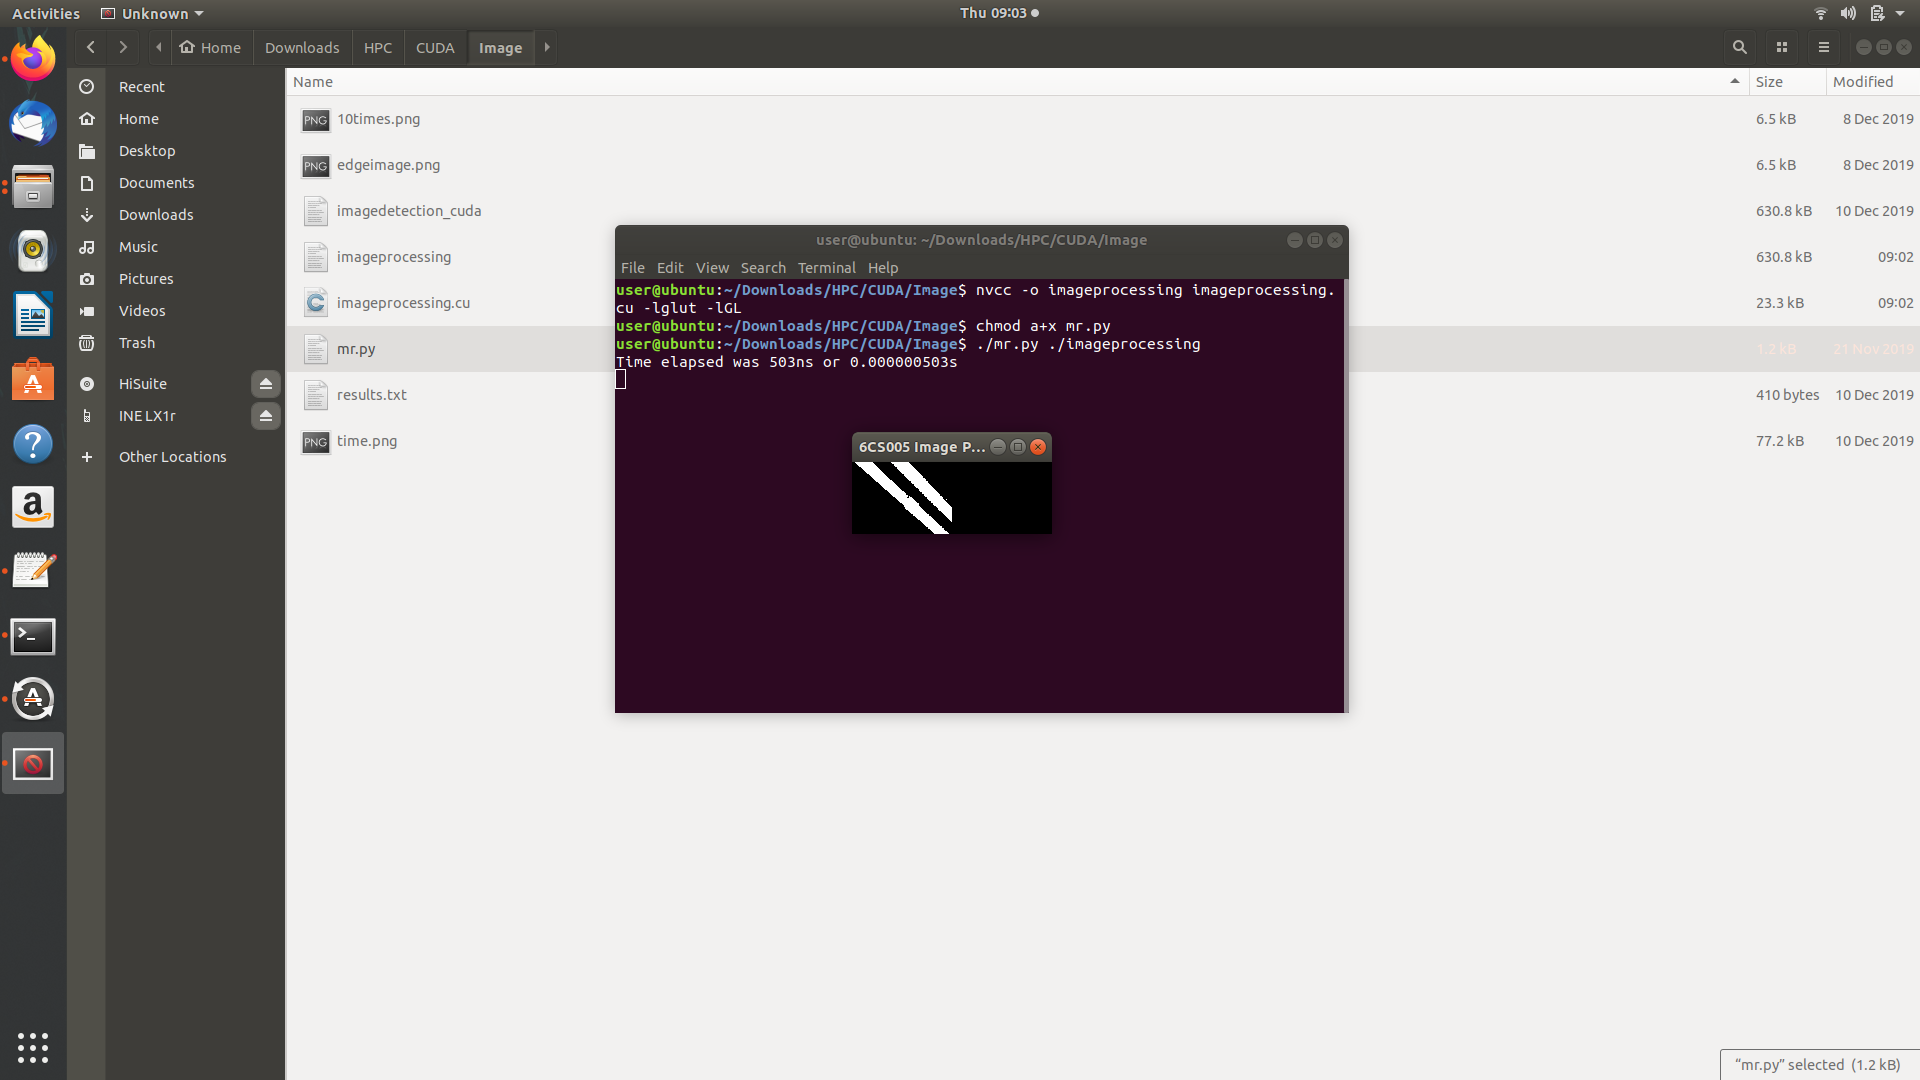 Activities
Unknown
Thu 09:03
Home
Downloads
HPC
CUDA
Image
Recent
Home
Desktop
Documents
Downloads
Music
Pictures
Videos
Trash
HiSuite
INE LX1r
Other Locations
Name Size Modified
PNG 10times.png 6.5 kB 8 Dec 2019
PNG edgeimage.png 6.5 kB 8 Dec 2019
imagedetection_cuda 630.8 kB 10 Dec 2019
imageprocessing 630.8 kB 09:02
imageprocessing.cu 23.3 kB 09:02
mr.py 1.2 kB 21 Nov 2019
results.txt 410 bytes 10 Dec 2019
PNG time.png 77.2 kB 10 Dec 2019
user@ubuntu: ~/Downloads/HPC/CUDA/Image
File Edit View Search Terminal Help
user@ubuntu:~/Downloads/HPC/CUDA/Image$ nvcc -o imageprocessing imageprocessing.
cu -lglut -lGL
user@ubuntu:~/Downloads/HPC/CUDA/Image$ chmod a+x mr.py
user@ubuntu:~/Downloads/HPC/CUDA/Image$ ./mr.py ./imageprocessing
Time elapsed was 503ns or 0.000000503s
6CS005 Image P...
“mr.py” selected (1.2 kB)